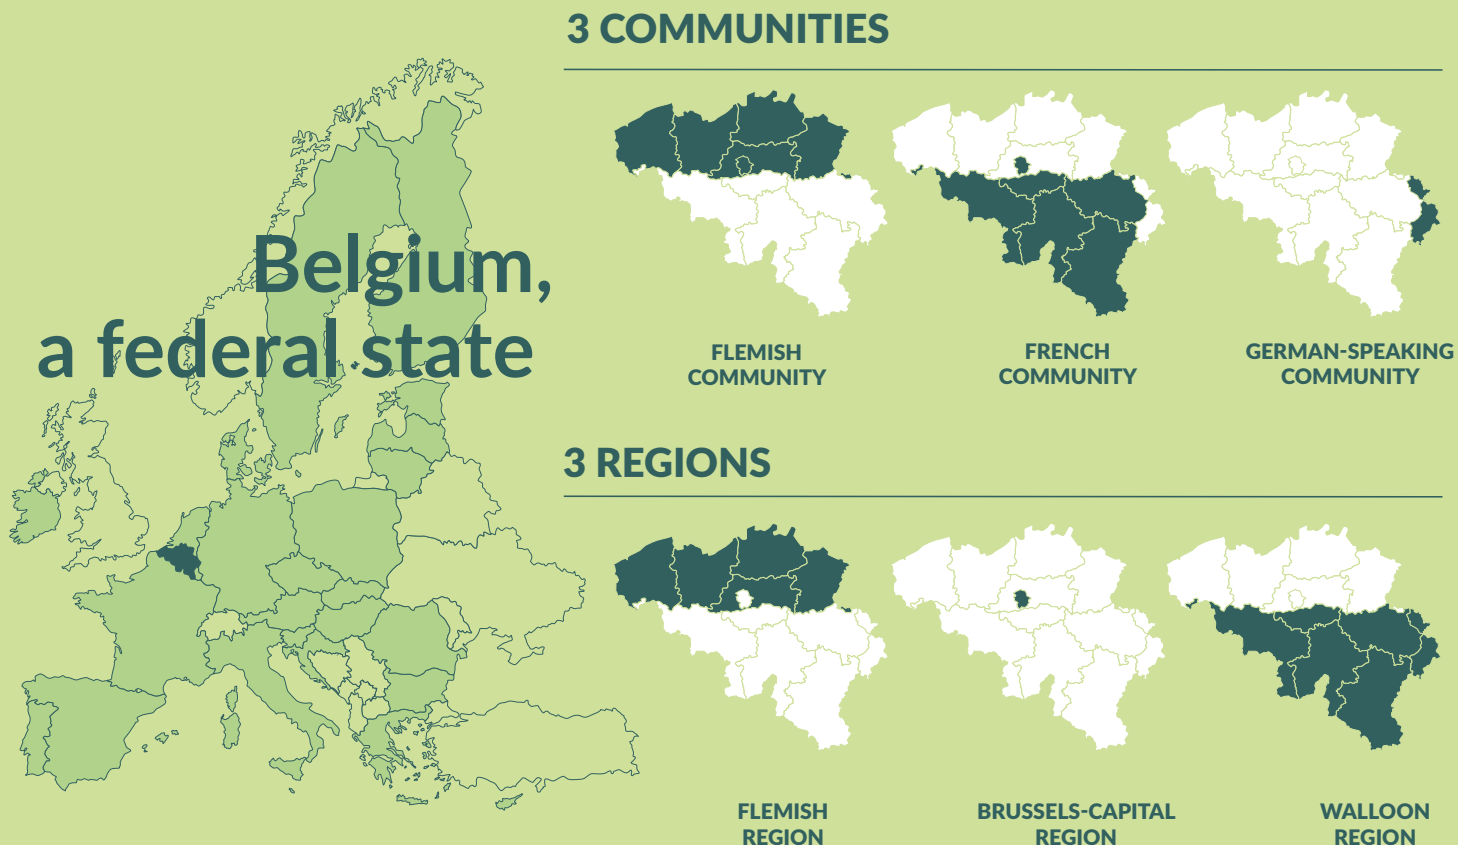 Belgium,
a federal state
3 COMMUNITIES
FLEMISH
COMMUNITY
FRENCH
COMMUNITY
GERMAN-SPEAKING
COMMUNITY
3 REGIONS
FLEMISH
REGION
BRUSSELS-CAPITAL
REGION
WALLOON
REGION